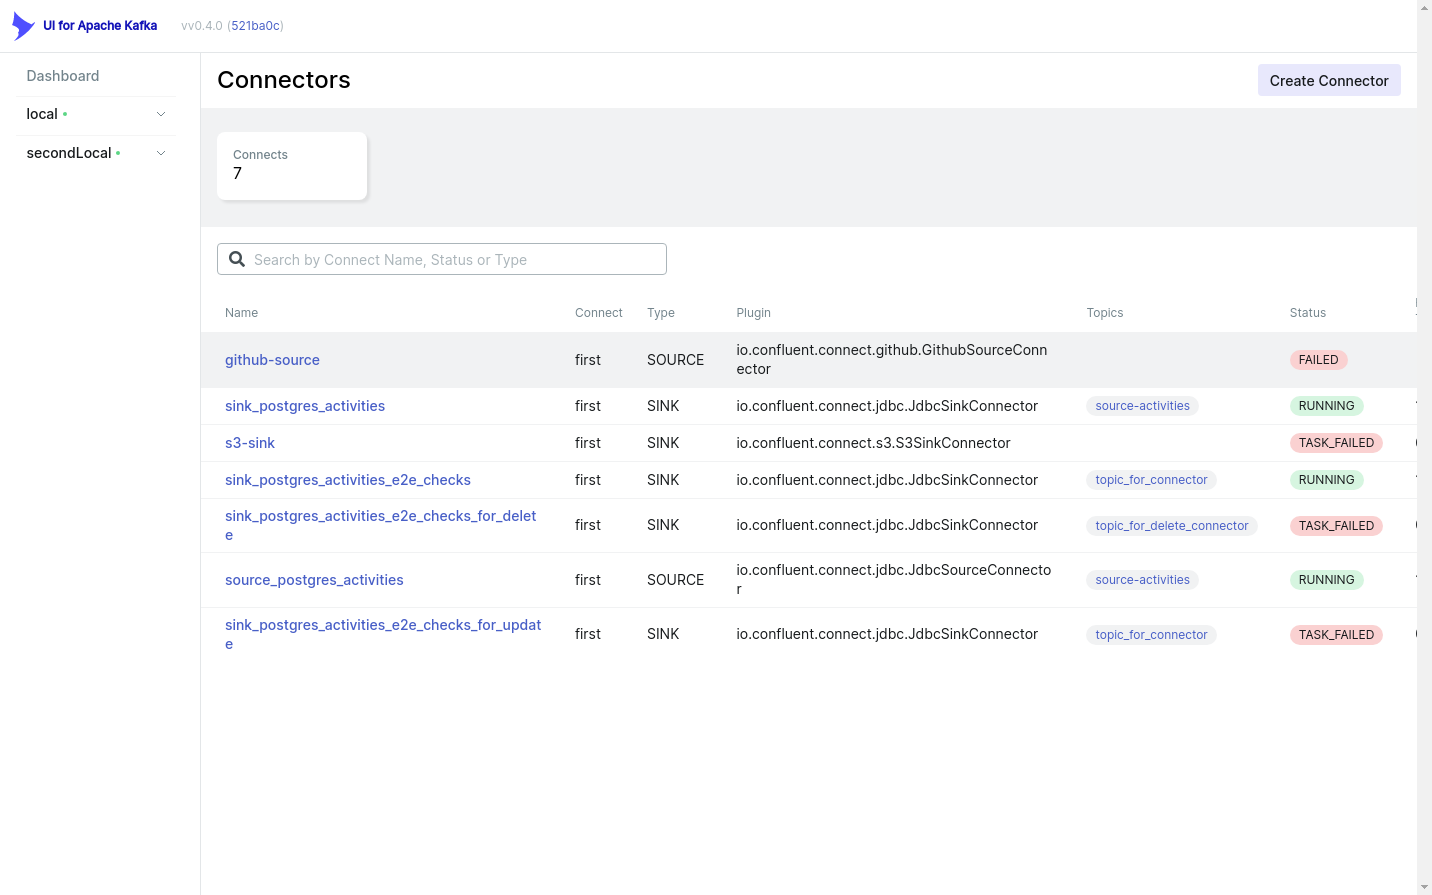 UI for Apache Kafka vv0.4.0 (521ba0c)
Dashboard
local
secondLocal
Connectors
Create Connector
Connects
7
Search by Connect Name, Status or Type
Name Connect Type Plugin Topics Status
github-source first SOURCE io.confluent.connect.github.GithubSourceConn
ector FAILED
sink_postgres_activities first SINK io.confluent.connect.jdbc.JdbcSinkConnector source-activities RUNNING
s3-sink first SINK io.confluent.connect.s3.S3SinkConnector TASK_FAILED
sink_postgres_activities_e2e_checks first SINK io.confluent.connect.jdbc.JdbcSinkConnector topic_for_connector RUNNING
sink_postgres_activities_e2e_checks_for_delet
e first SINK io.confluent.connect.jdbc.JdbcSinkConnector topic_for_delete_connector TASK_FAILED
source_postgres_activities first SOURCE io.confluent.connect.jdbc.JdbcSourceConnecto
r source-activities RUNNING
sink_postgres_activities_e2e_checks_for_updat
e first SINK io.confluent.connect.jdbc.JdbcSinkConnector topic_for_connector TASK_FAILED